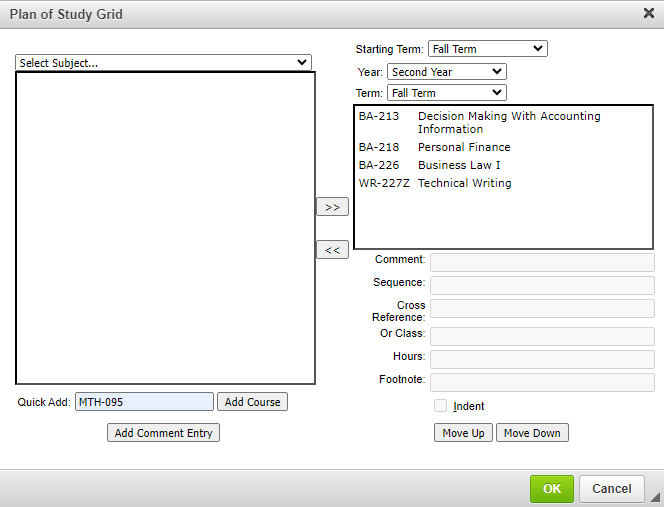 Plan of Study Grid
Select Subject...
Starting Term: Fall Term
Year: Second Year
Term: Fall Term
BA-213 Decision Making With Accounting
Information
BA-218 Personal Finance
BA-226 Business Law I
WR-227Z Technical Writing
>>
<<
Comment:
Sequence:
Cross
Reference:
Or Class:
Hours:
Footnote:
Indent
Quick Add: MTH-095 Add Course
Add Comment Entry
Move Up Move Down
OK Cancel